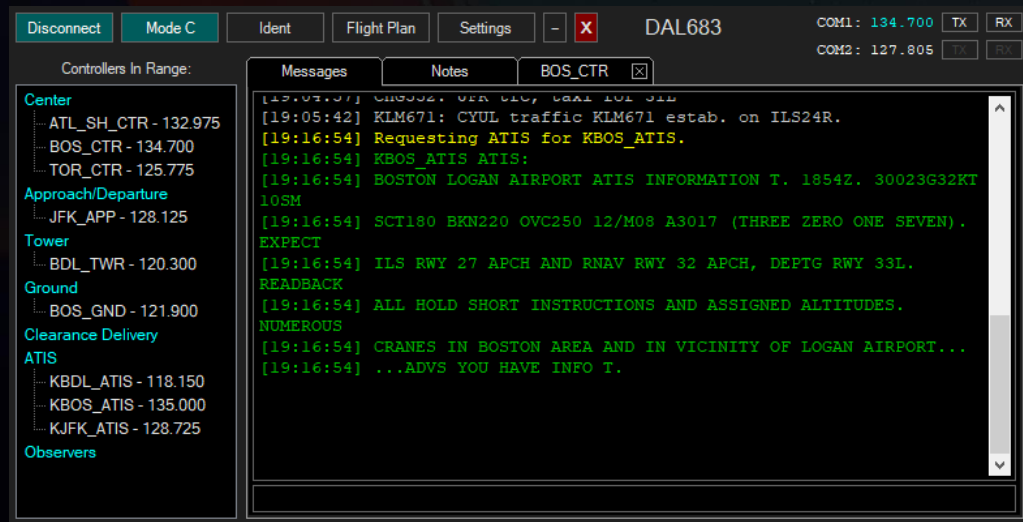 Disconnect Mode C Ident Flight Plan Settings – X DAL683 COM1: 134.700 TX RX
COM2: 127.805 TX RX
Controllers In Range:
Messages Notes BOS_CTR
Center
ATL_SH_CTR - 132.975
BOS_CTR - 134.700
TOR_CTR - 125.775
Approach/Departure
JFK_APP - 128.125
Tower
BDL_TWR - 120.300
Ground
BOS_GND - 121.900
Clearance Delivery
ATIS
KBDL_ATIS - 118.150
KBOS_ATIS - 135.000
KJFK_ATIS - 128.725
Observers
[19:05:42] KLM671: CYUL traffic KLM671 estab. on ILS24R.
[19:16:54] Requesting ATIS for KBOS_ATIS.
[19:16:54] KBOS_ATIS ATIS:
[19:16:54] BOSTON LOGAN AIRPORT ATIS INFORMATION T. 1854Z. 30023G32KT
10SM
[19:16:54] SCT180 BKN220 OVC250 12/M08 A3017 (THREE ZERO ONE SEVEN).
EXPECT
[19:16:54] ILS RWY 27 APCH AND RNAV RWY 32 APCH, DEPTG RWY 33L.
READBACK
[19:16:54] ALL HOLD SHORT INSTRUCTIONS AND ASSIGNED ALTITUDES.
NUMEROUS
[19:16:54] CRANES IN BOSTON AREA AND IN VICINITY OF LOGAN AIRPORT...
[19:16:54] ...ADVS YOU HAVE INFO T.